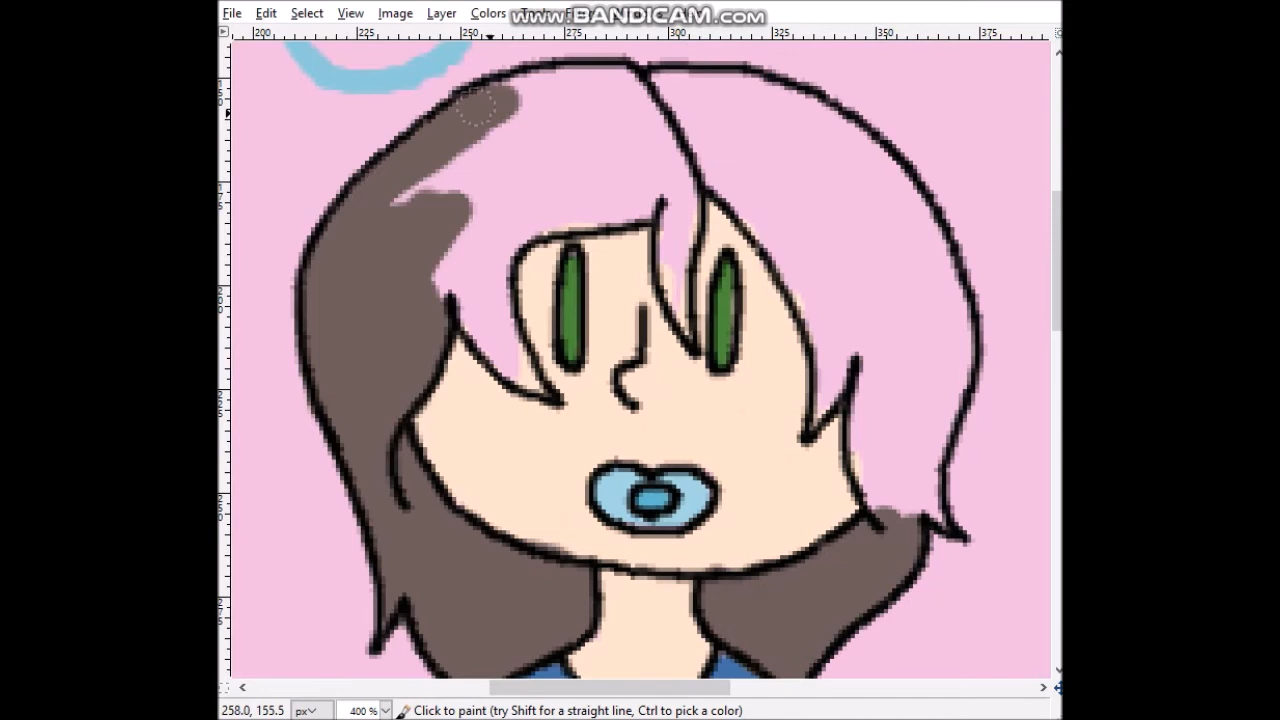 www.BANDICAM.com
File Edit Select View Image Layer Colors
200 225 250 275 300 325 350 375
258.0, 155.5 px 400 % Click to paint (try Shift for a straight line, Ctrl to pick a color)